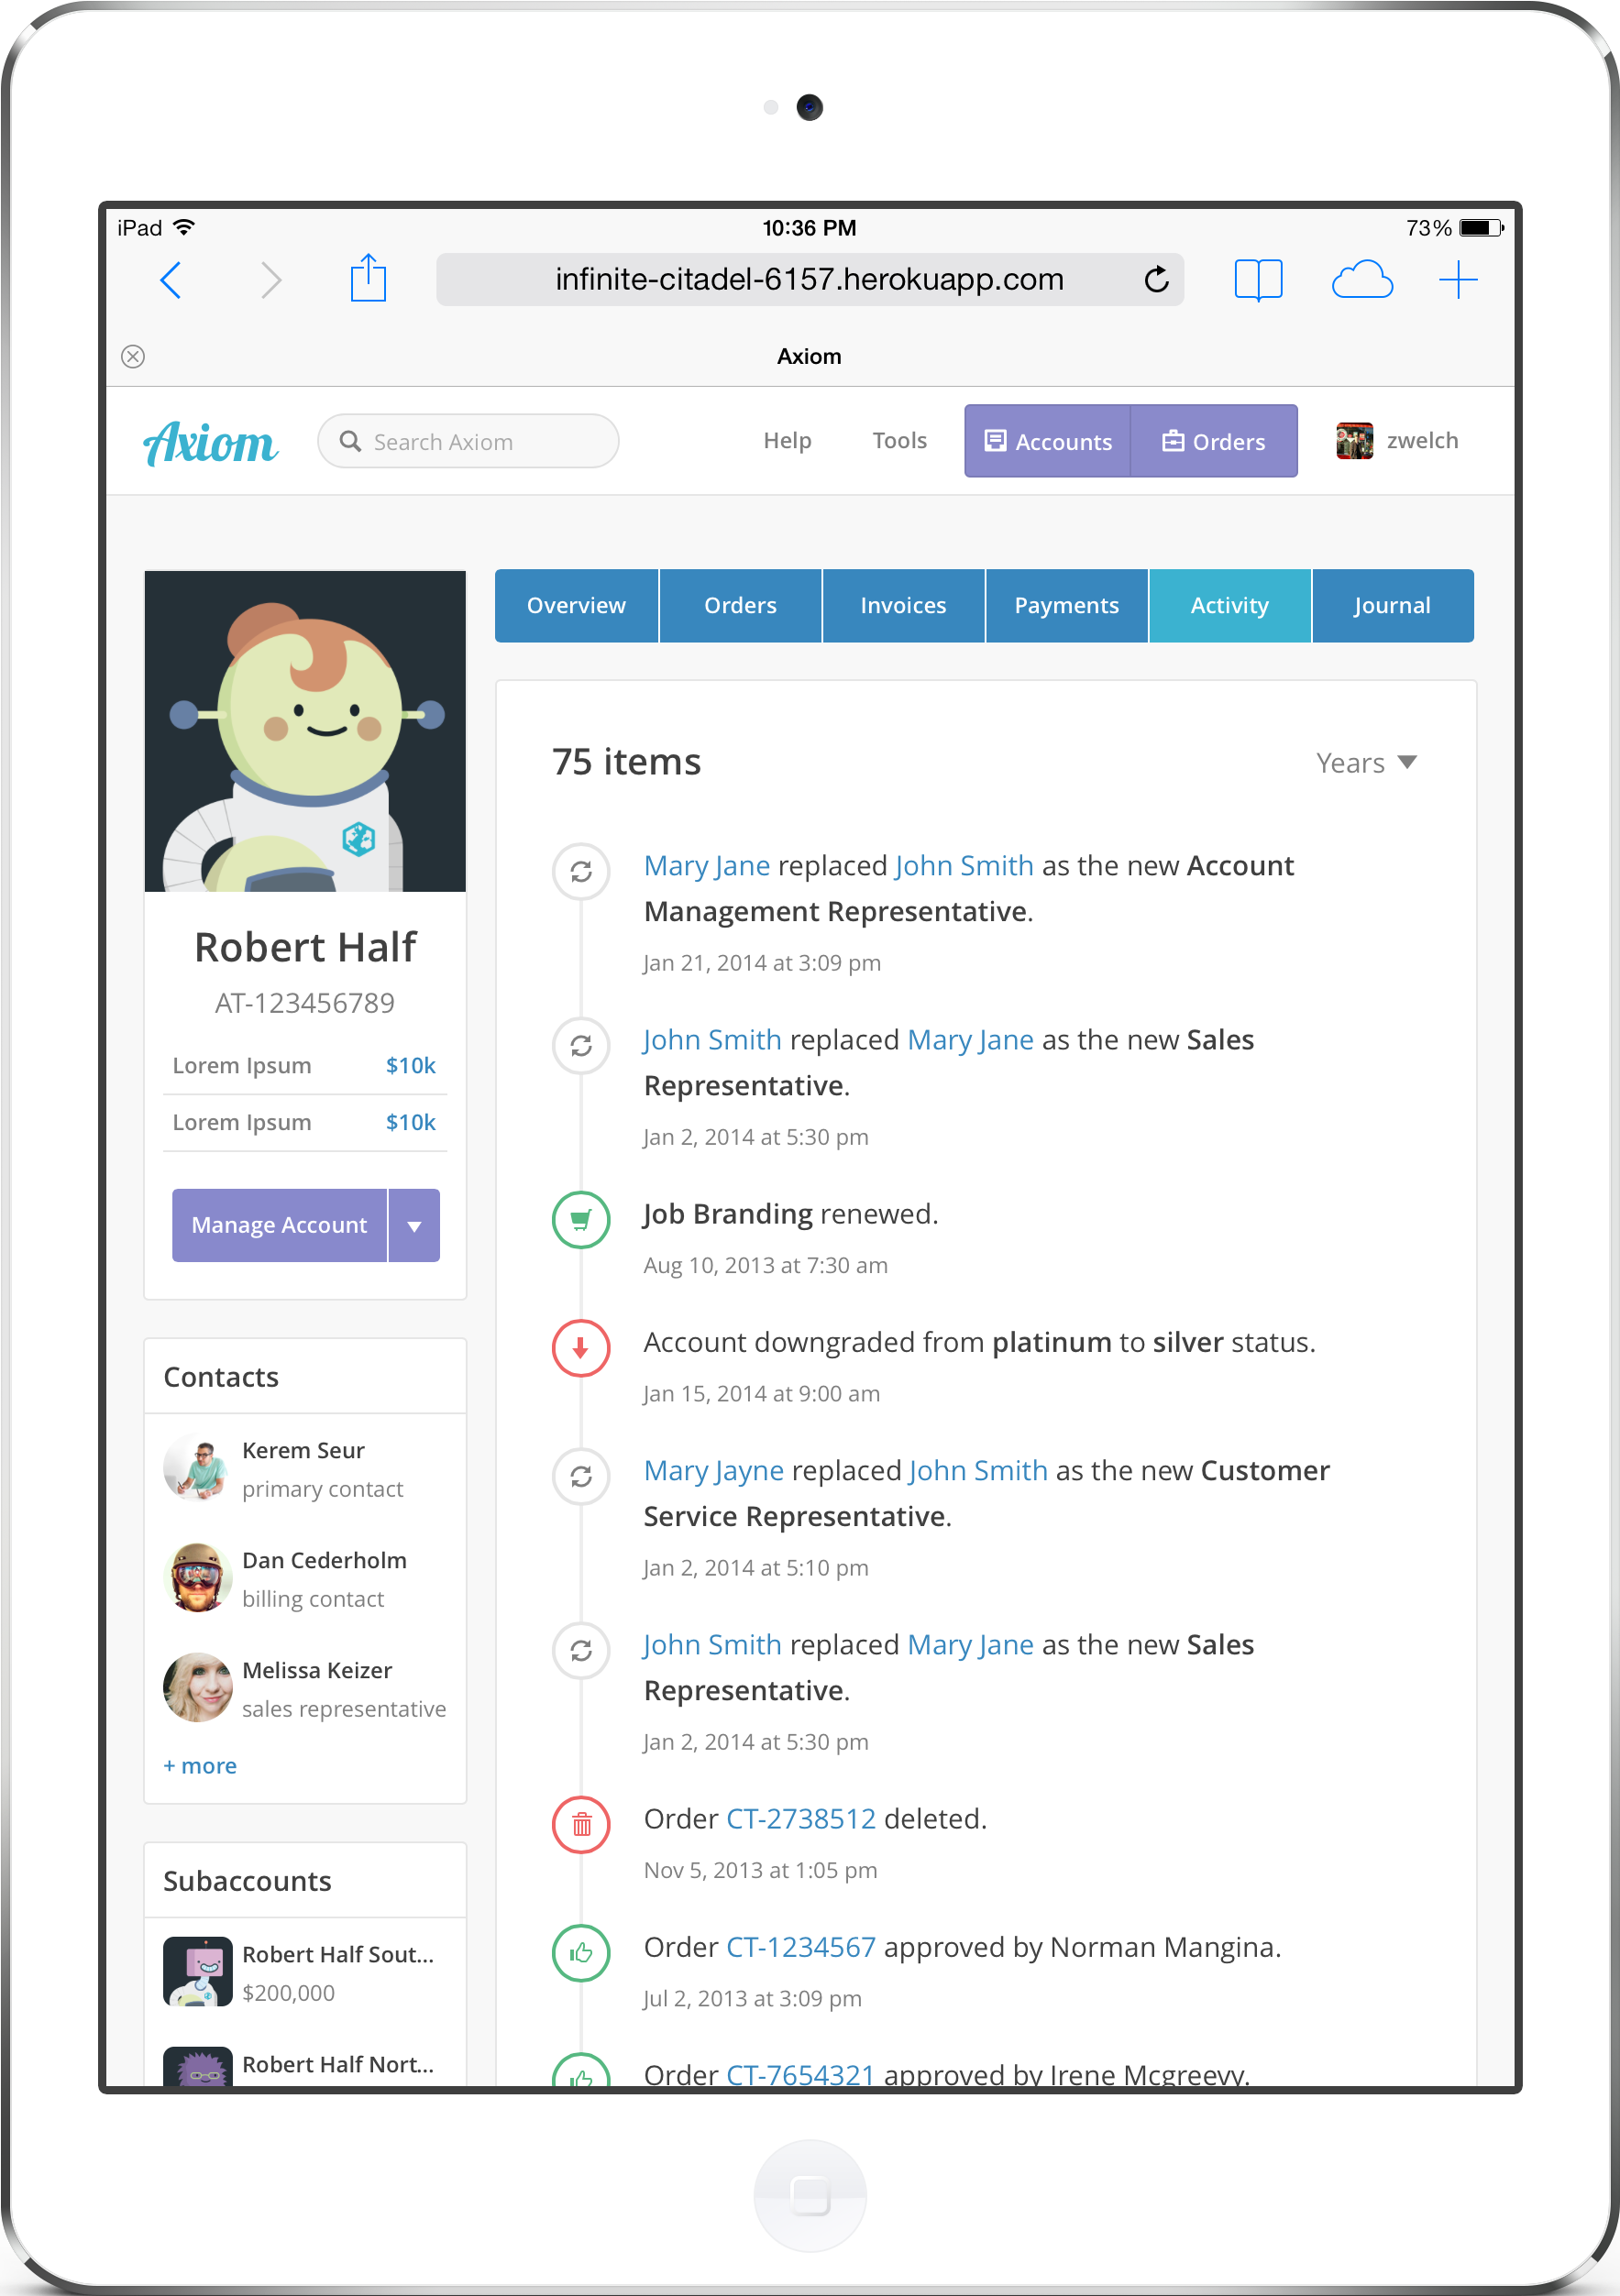 iPad
10:36 PM
73%
infinite-citadel-6157.herokuapp.com
Axiom
Axiom
Search Axiom
Help
Tools
Accounts
Orders
zwelch
Overview
Orders
Invoices
Payments
Activity
Journal
Robert Half
AT-123456789
Lorem Ipsum $10k
Lorem Ipsum $10k
Manage Account
Contacts
Kerem Seur
primary contact
Dan Cederholm
billing contact
Melissa Keizer
sales representative
+ more
Subaccounts
Robert Half Sout...
$200,000
Robert Half Nort...
75 items
Years
Mary Jane replaced John Smith as the new Account
Management Representative.
Jan 21, 2014 at 3:09 pm
John Smith replaced Mary Jane as the new Sales
Representative.
Jan 2, 2014 at 5:30 pm
Job Branding renewed.
Aug 10, 2013 at 7:30 am
Account downgraded from platinum to silver status.
Jan 15, 2014 at 9:00 am
Mary Jayne replaced John Smith as the new Customer
Service Representative.
Jan 2, 2014 at 5:10 pm
John Smith replaced Mary Jane as the new Sales
Representative.
Jan 2, 2014 at 5:30 pm
Order CT-2738512 deleted.
Nov 5, 2013 at 1:05 pm
Order CT-1234567 approved by Norman Mangina.
Jul 2, 2013 at 3:09 pm
Order CT-7654321 approved by Irene Mcgreevy.